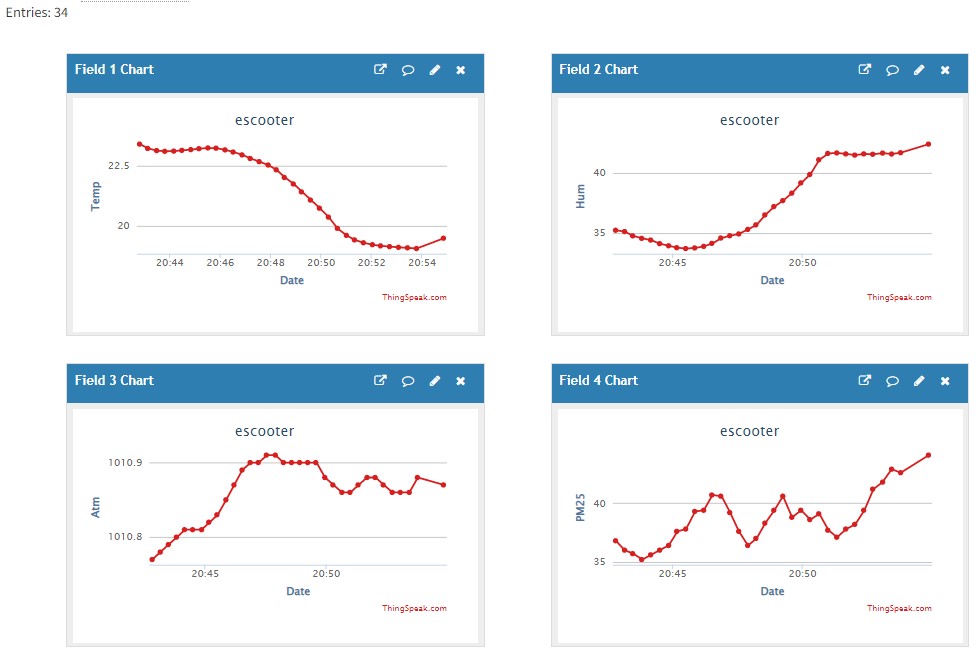 Entries: 34
Field 1 Chart
escooter
Temp
22.5
20
20:44 20:46 20:48 20:50 20:52 20:54
Date
ThingSpeak.com
Field 2 Chart
escooter
Hum
40
35
20:45 20:50
Date
ThingSpeak.com
Field 3 Chart
escooter
Atm
1010.9
1010.8
20:45 20:50
Date
ThingSpeak.com
Field 4 Chart
escooter
PM25
40
35
20:45 20:50
Date
ThingSpeak.com